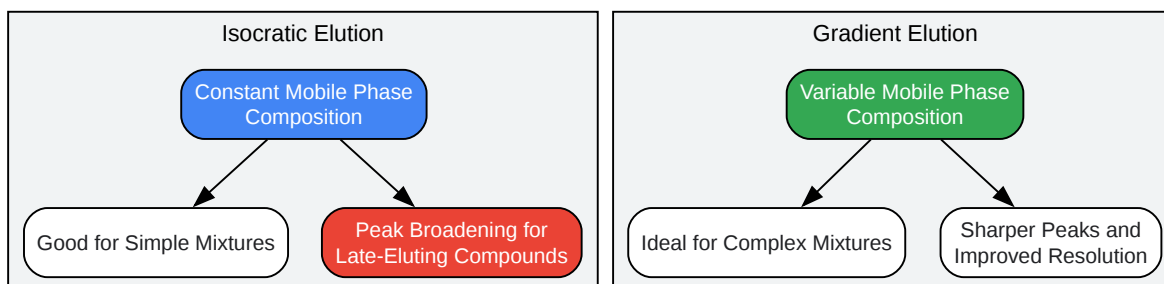 Isocratic Elution
Constant Mobile Phase
Composition
Good for Simple Mixtures
Peak Broadening for
Late-Eluting Compounds
Gradient Elution
Variable Mobile Phase
Composition
Ideal for Complex Mixtures
Sharper Peaks and
Improved Resolution